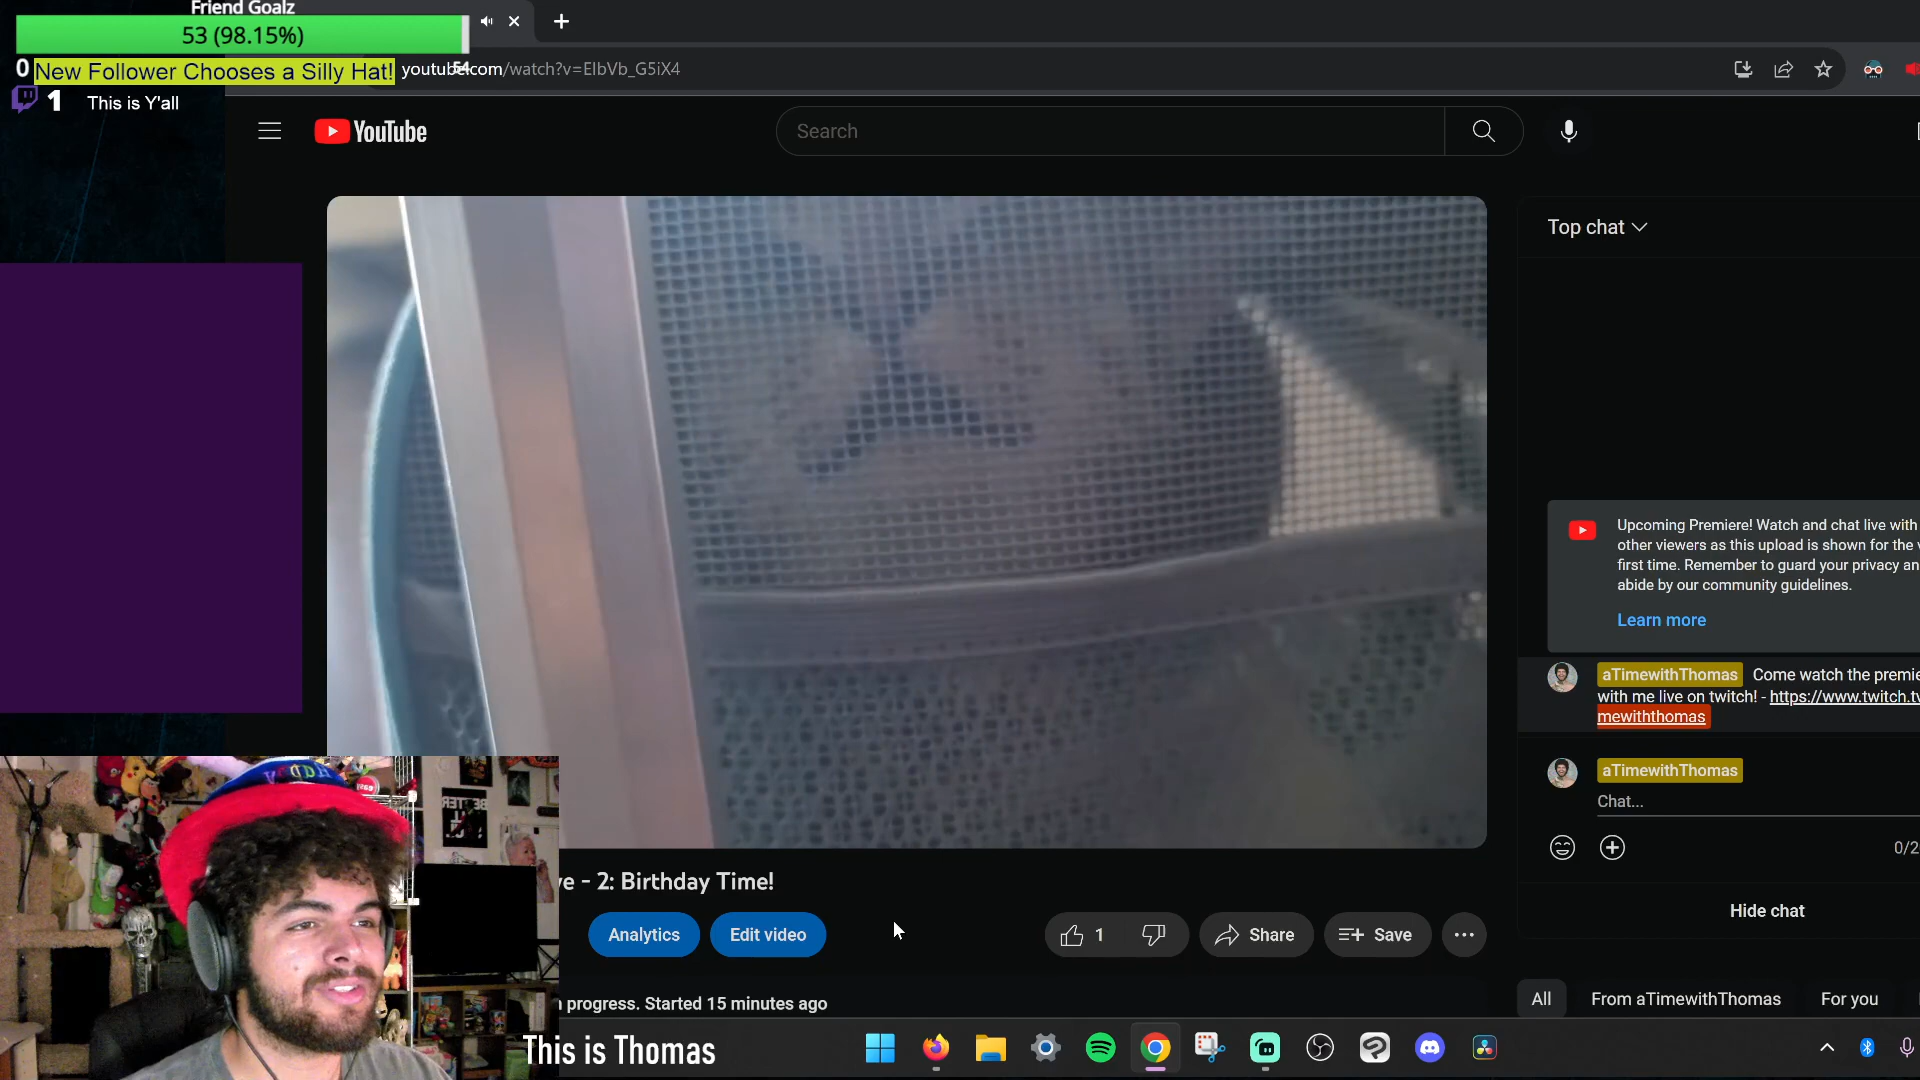 Friend Goalz
53 (98.15%)
0
54
New Follower Chooses a Silly Hat!
youtube.com/watch?v=EIbVb_G5iX4
1
This is Y'all
YouTube
Search
Top chat
Upcoming Premiere! Watch and chat live with
other viewers as this upload is shown for the v
first time. Remember to guard your privacy an
abide by our community guidelines.
Learn more
aTimewithThomas Come watch the premie
with me live on twitch! - https://www.twitch.tv
mewiththomas
aTimewithThomas
Chat...
0/2
Hide chat
ve - 2: Birthday Time!
Analytics
Edit video
1
Share
Save
progress. Started 15 minutes ago
All
From aTimewithThomas
For you
This is Thomas